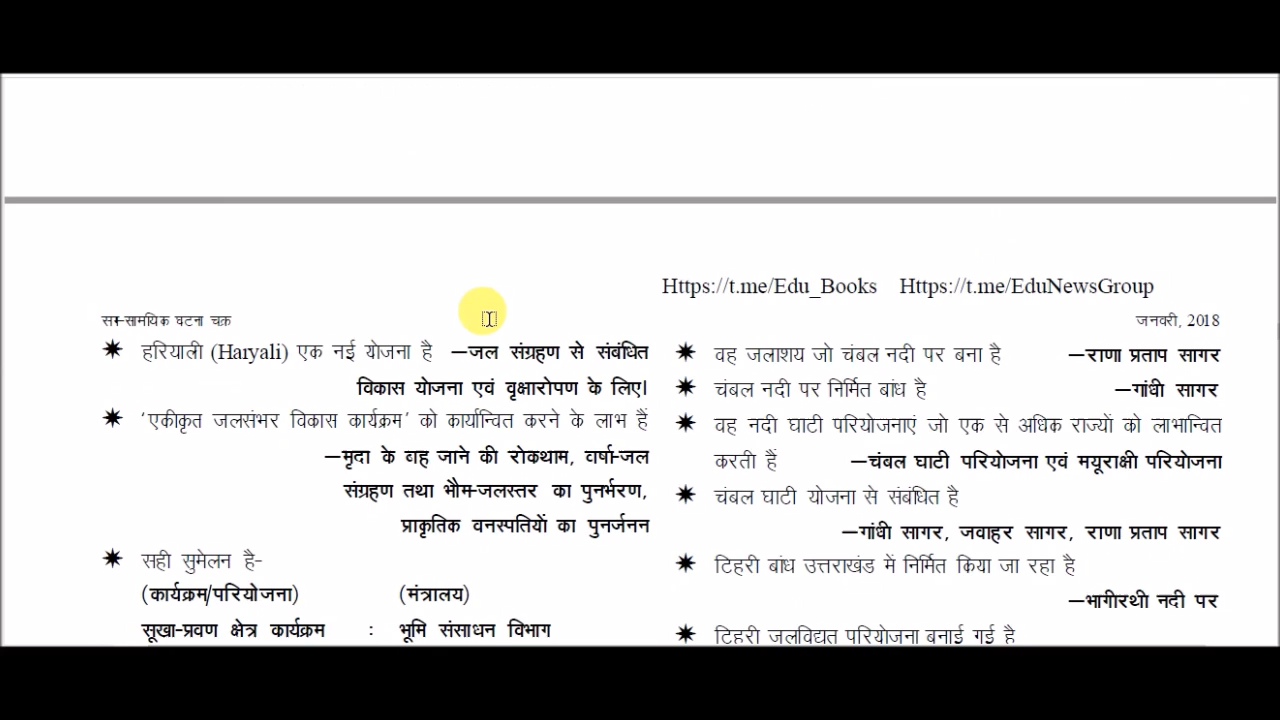 Https://t.me/Edu_Books    Https://t.me/EduNewsGroup
सम-सामयिक घटना चक्र
जनवरी, 2018
✷ हरियाली (Haryali) एक नई योजना है –जल संग्रहण से संबंधित
विकास योजना एवं वृक्षारोपण के लिए।
✷ ‘एकीकृत जलसंभर विकास कार्यक्रम’ को कार्यान्वित करने के लाभ हैं
–मृदा के बाह जाने की रोकथाम, वर्षा-जल
संग्रहण तथा भौम-जलस्तर का पुनर्भरण,
प्राकृतिक वनस्पतियों का पुनर्जनन
✷ सही सुमेलन है-
(कार्यक्रम/परियोजना) (मंत्रालय)
सूखा-प्रवण क्षेत्र कार्यक्रम : भूमि संसाधन विभाग
✷ वह जलाशय जो चंबल नदी पर बना है –राणा प्रताप सागर
✷ चंबल नदी पर निर्मित बांध है –गांधी सागर
✷ वह नदी घाटी परियोजनाएं जो एक से अधिक राज्यों को लाभान्वित
करती हैं –चंबल घाटी परियोजना एवं मयूराक्षी परियोजना
✷ चंबल घाटी योजना से संबंधित है
–गांधी सागर, जवाहर सागर, राणा प्रताप सागर
✷ टिहरी बांध उत्तराखंड में निर्मित किया जा रहा है
–भागीरथी नदी पर
✷ टिहरी जलविद्युत परियोजना बनाई गई है